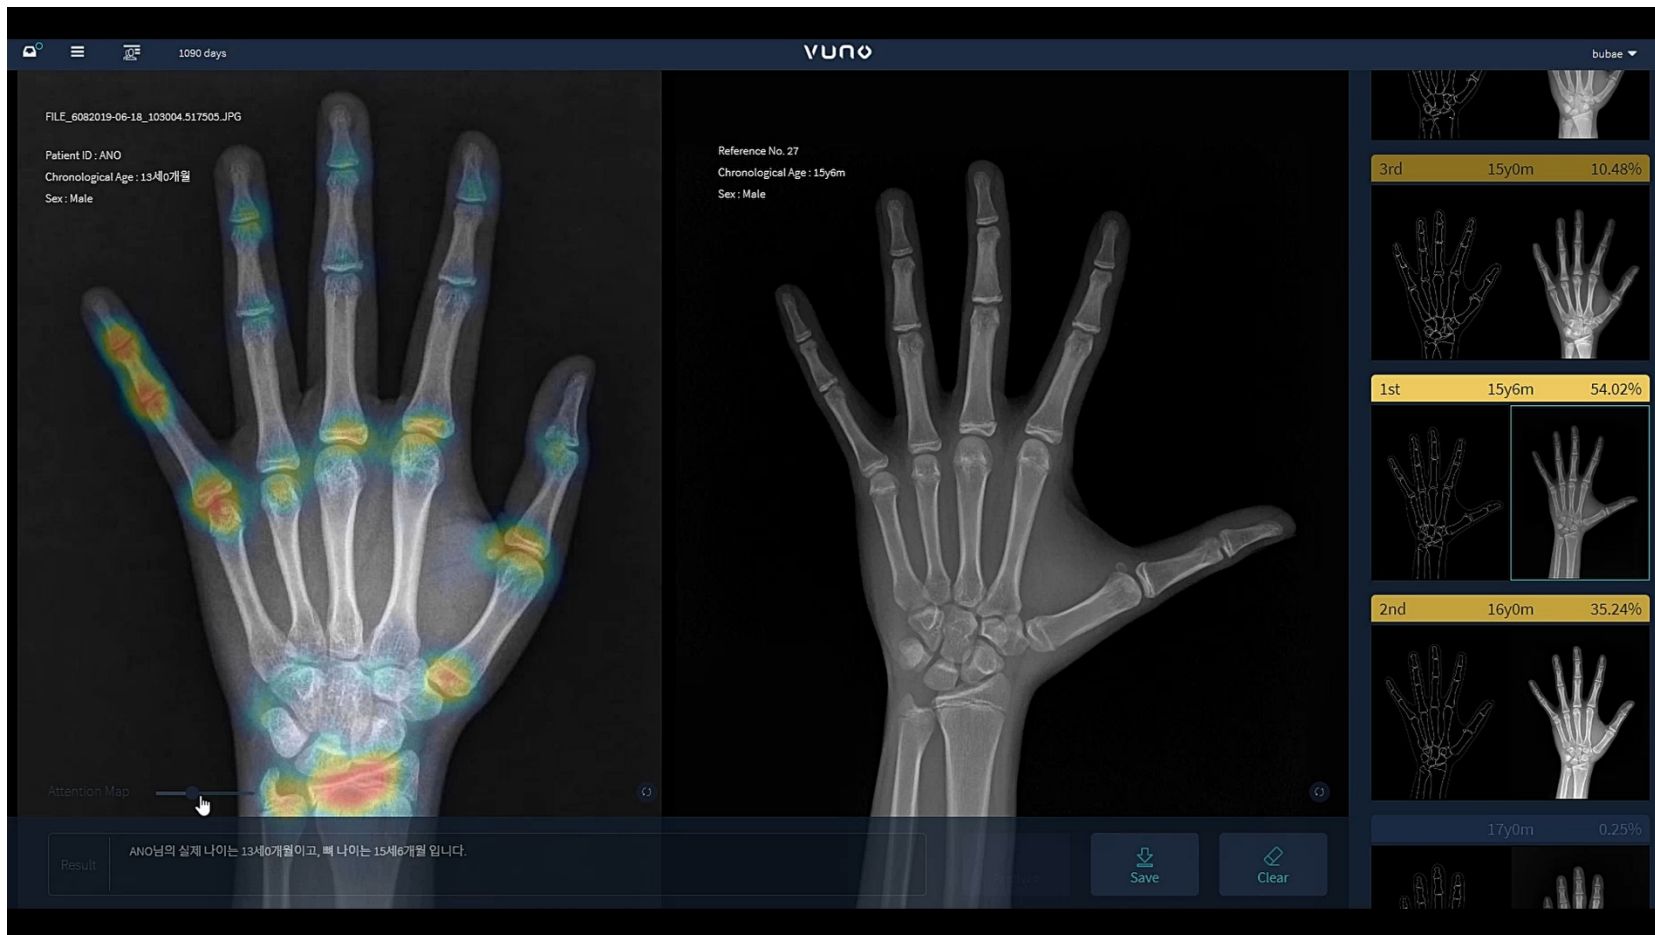 1090 days
VUNO
bubae
FILE_6082019-06-18_103004.517505.JPG
Patient ID : ANO
Chronological Age : 13세0개월
Sex : Male
Reference No. 27
Chronological Age : 15y6m
Sex : Male
3rd 15y0m 10.48%
1st 15y6m 54.02%
2nd 16y0m 35.24%
17y0m 0.25%
Attention Map
Result
ANO님의 실제 나이는 13세0개월이고, 뼈 나이는 15세6개월 입니다.
Save
Clear